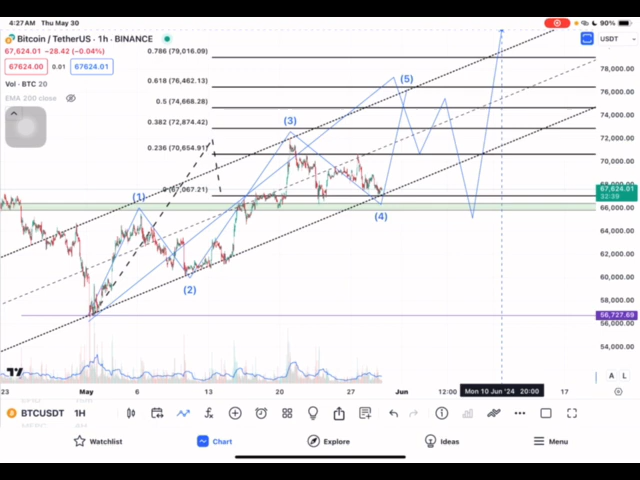 4:27 AM Thu May 30
90%
Bitcoin / TetherUS · 1h · BINANCE
0.786 (79,016.09)
USDT
67,624.01 −28.42 (−0.04%)
67624.00 0.01 67624.01
78,000.00
Vol · BTC 20
0.618 (76,462.13)
(5)
EMA 200 close
76,000.00
0.5 (74,668.28)
74,000.00
0.382 (72,874.42)
(3)
72,000.00
0.236 (70,654.91)
70,000.00
0 (67,067.21)
67,624.01
32:39
(1)
66,000.00
(4)
64,000.00
62,000.00
(2)
60,000.00
58,000.00
56,727.69
56,000.00
54,000.00
A L
23 May 6 13 20 27 Jun 12:00 Mon 10 Jun '24 20:00 17
BTCUSDT 1H
Watchlist Chart Explore Ideas Menu